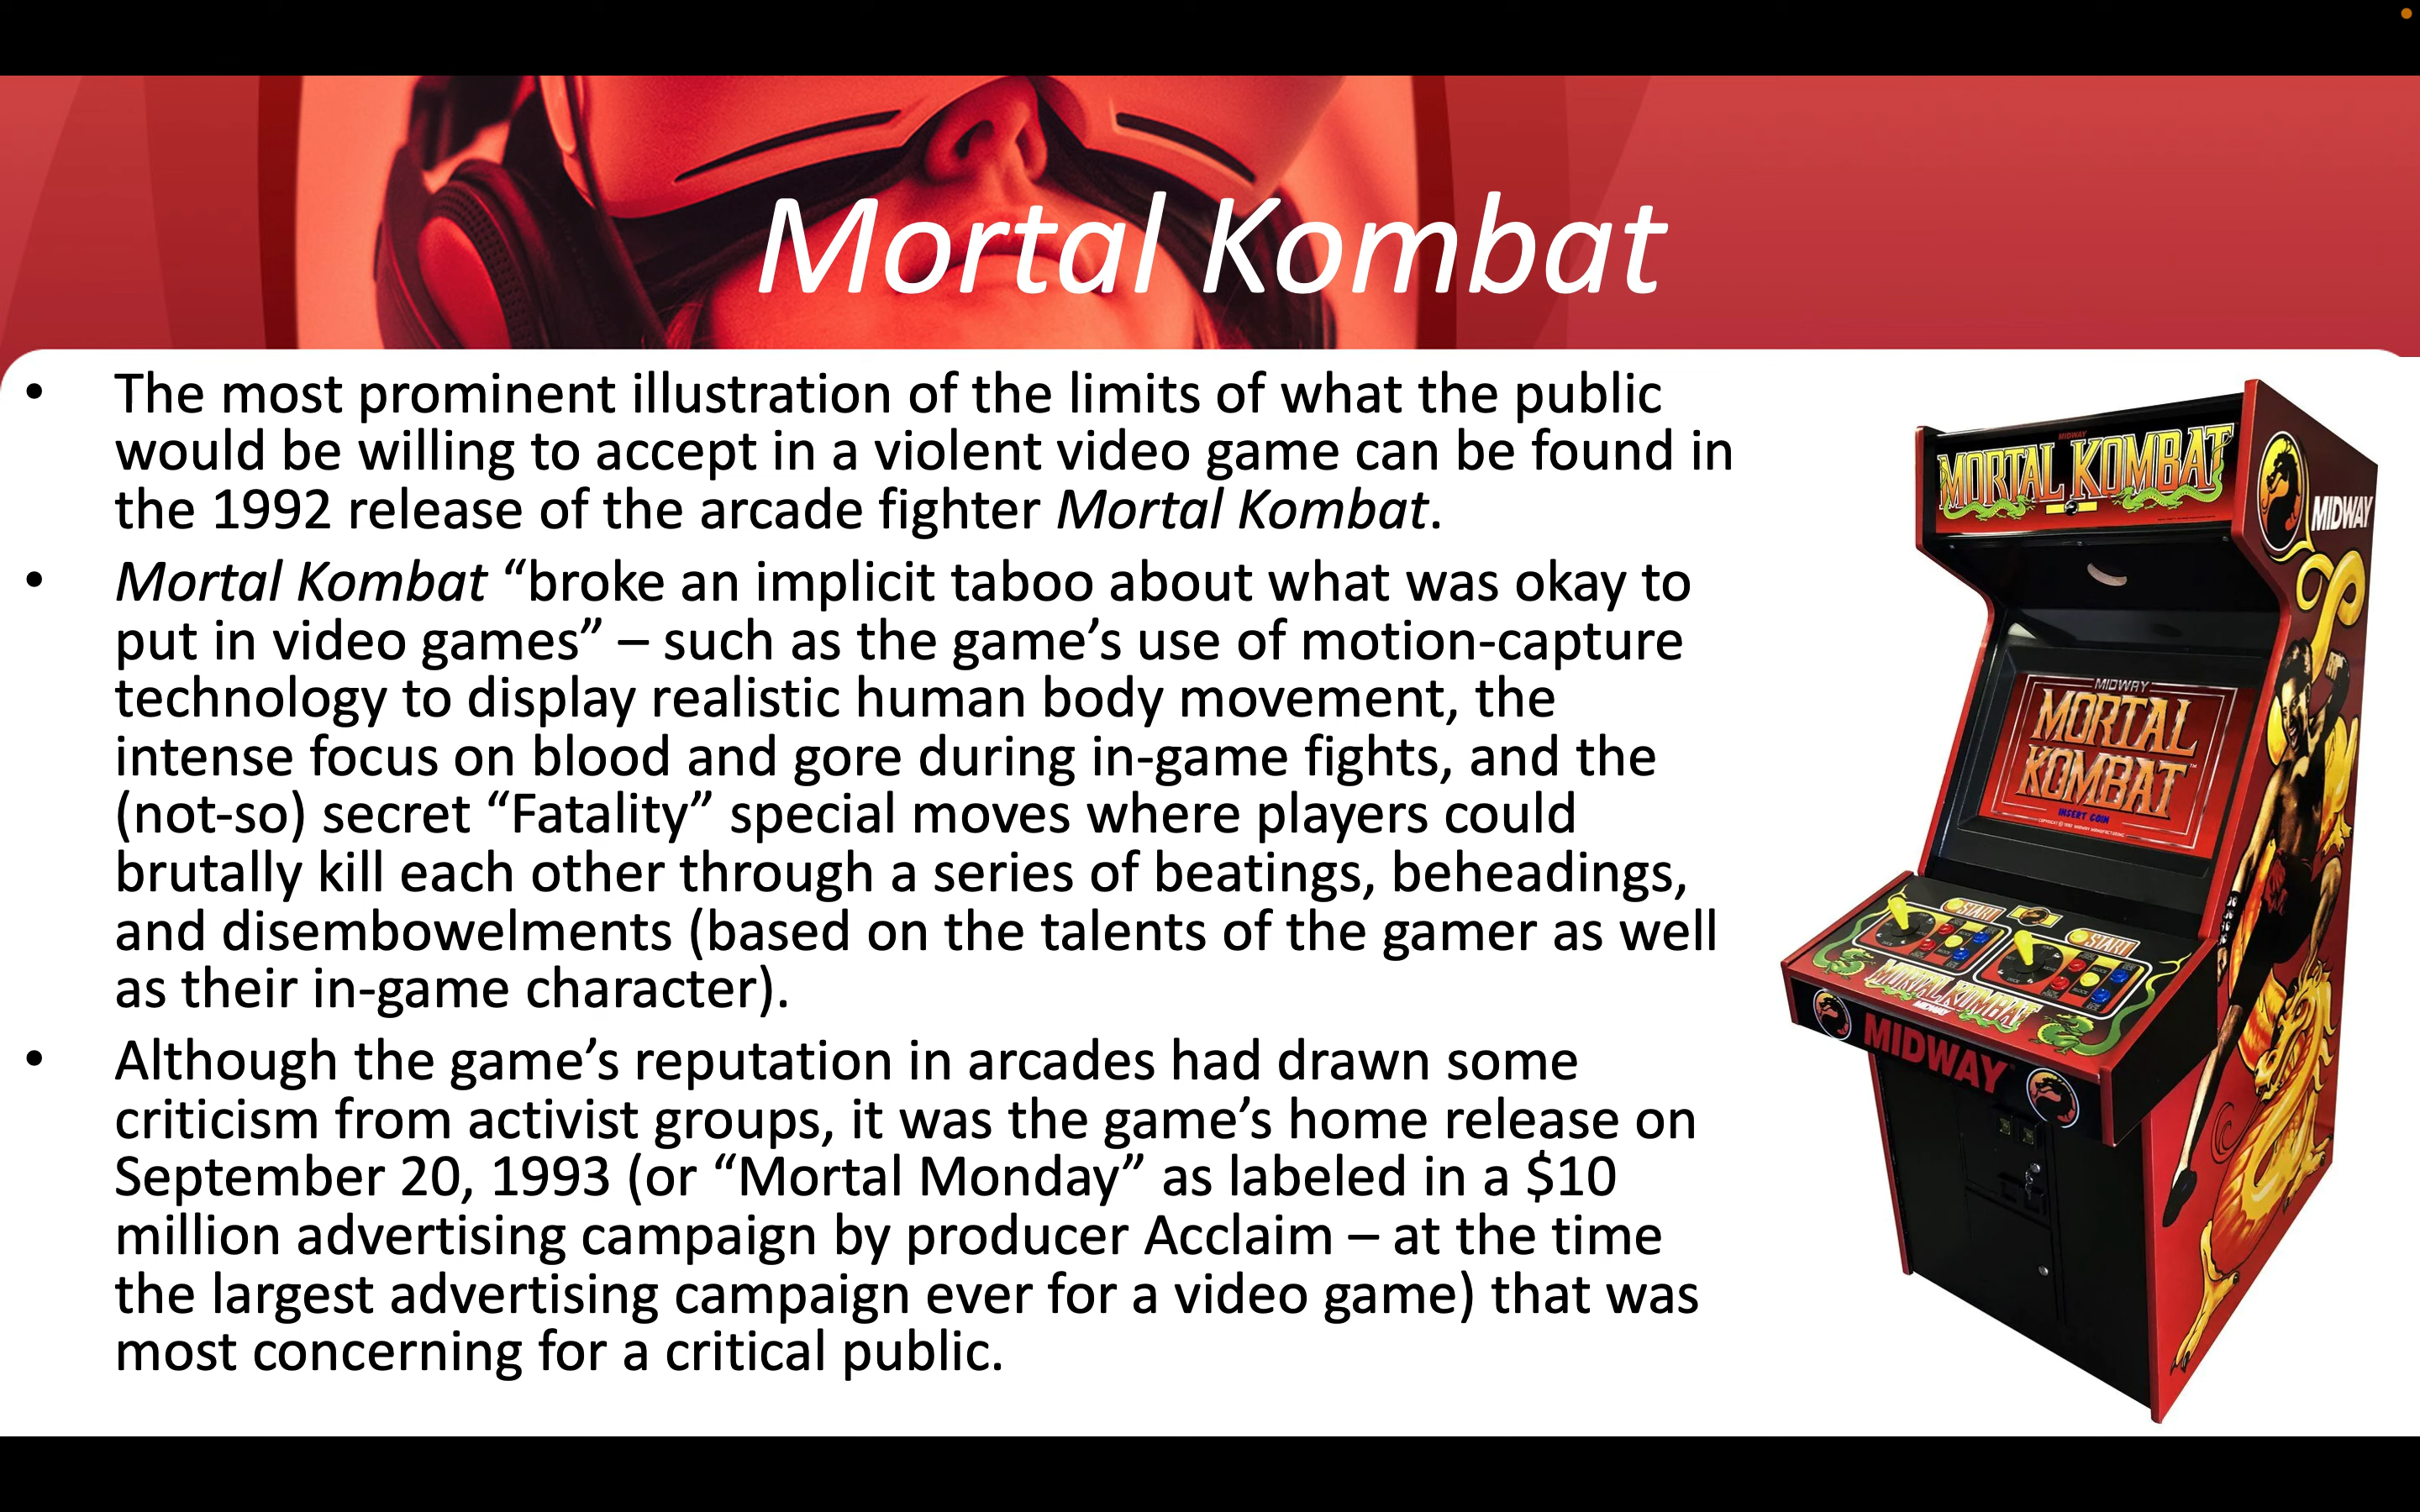 Mortal Kombat
• The most prominent illustration of the limits of what the public
would be willing to accept in a violent video game can be found in
the 1992 release of the arcade fighter Mortal Kombat.
• Mortal Kombat “broke an implicit taboo about what was okay to
put in video games” – such as the game’s use of motion-capture
technology to display realistic human body movement, the
intense focus on blood and gore during in-game fights, and the
(not-so) secret “Fatality” special moves where players could
brutally kill each other through a series of beatings, beheadings,
and disembowelments (based on the talents of the gamer as well
as their in-game character).
• Although the game’s reputation in arcades had drawn some
criticism from activist groups, it was the game’s home release on
September 20, 1993 (or “Mortal Monday” as labeled in a $10
million advertising campaign by producer Acclaim – at the time
the largest advertising campaign ever for a video game) that was
most concerning for a critical public.
MIDWAY
MORTAL KOMBAT
MIDWAY
MIDWAY
MORTAL
KOMBAT
INSERT COIN
START
START
MORTAL KOMBAT
MIDWAY
MIDWAY